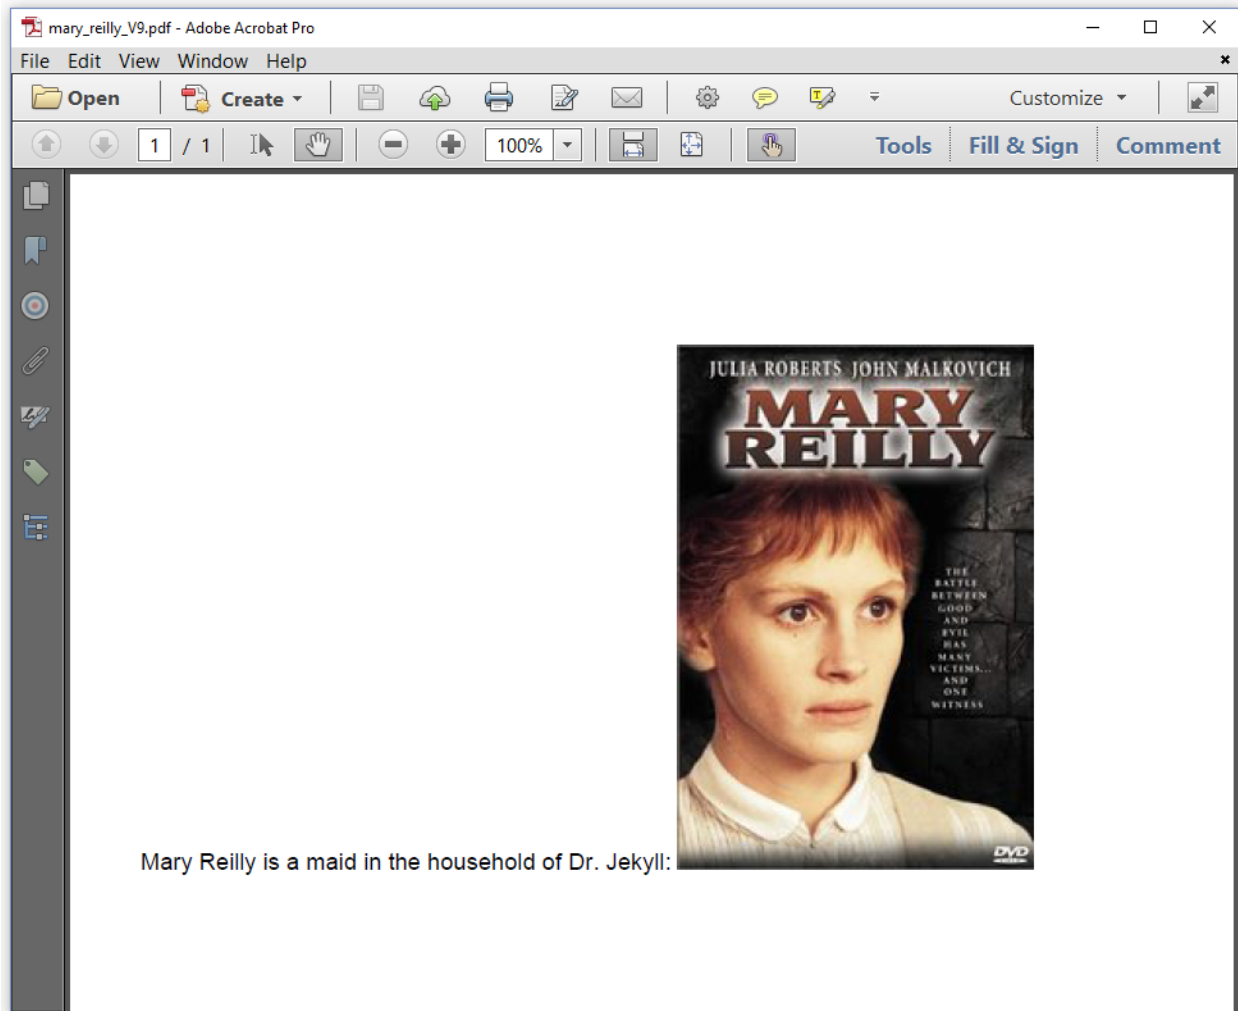 mary_reilly_V9.pdf - Adobe Acrobat Pro
File Edit View Window Help
Open Create Customize
1 / 1 100% Tools Fill & Sign Comment
JULIA ROBERTS JOHN MALKOVICH
MARY
REILLY
THE
BATTLE
BETWEEN
GOOD
AND
EVIL
HAS
MANY
VICTIMS...
AND
ONE
WITNESS
DVD
VIDEO
Mary Reilly is a maid in the household of Dr. Jekyll: